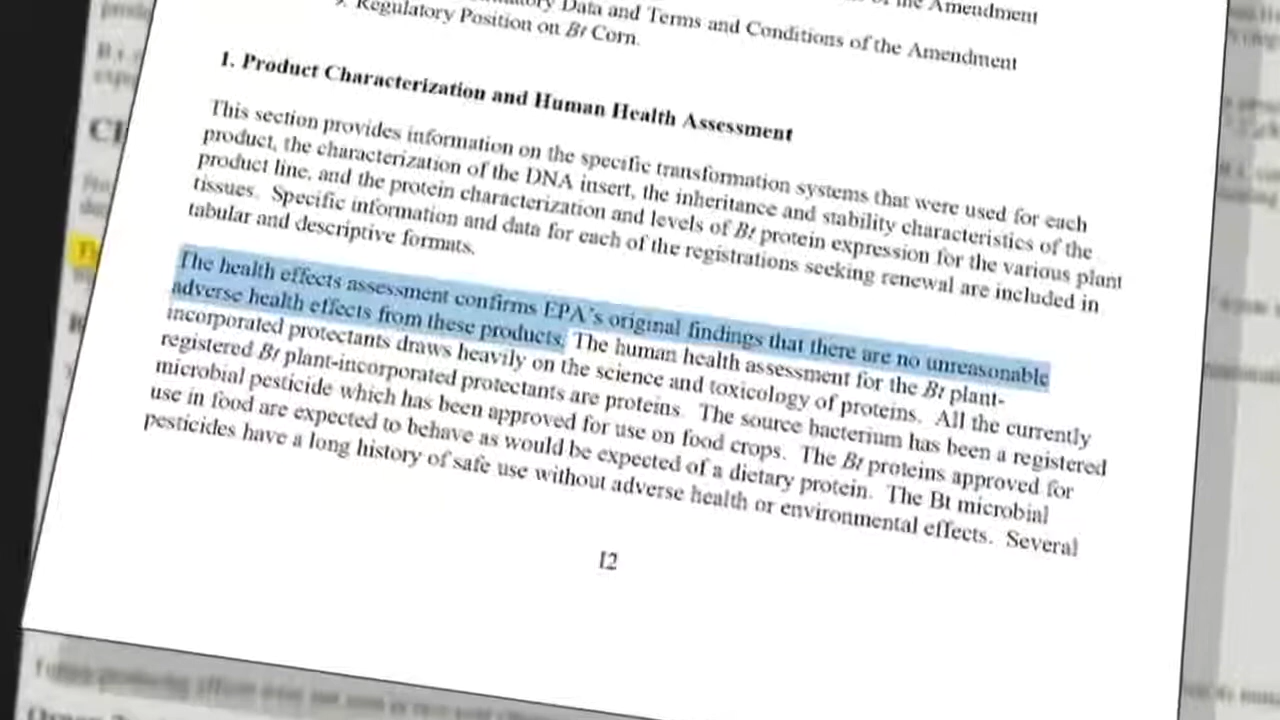 of the Amendment
Data and Terms and Conditions of the Amendment
9. Regulatory Position on Bt Corn.
1. Product Characterization and Human Health Assessment
This section provides information on the specific transformation systems that were used for each
product, the characterization of the DNA insert, the inheritance and stability characteristics of the
product line, and the protein characterization and levels of Bt protein expression for the various plant
tissues. Specific information and data for each of the registrations seeking renewal are included in
tabular and descriptive formats.
The health effects assessment confirms EPA's original findings that there are no unreasonable
adverse health effects from these products. The human health assessment for the Bt plant-
incorporated protectants draws heavily on the science and toxicology of proteins. All the currently
registered Bt plant-incorporated protectants are proteins. The source bacterium has been a registered
microbial pesticide which has been approved for use on food crops. The Bt proteins approved for
use in food are expected to behave as would be expected of a dietary protein. The Bt microbial
pesticides have a long history of safe use without adverse health or environmental effects. Several
12